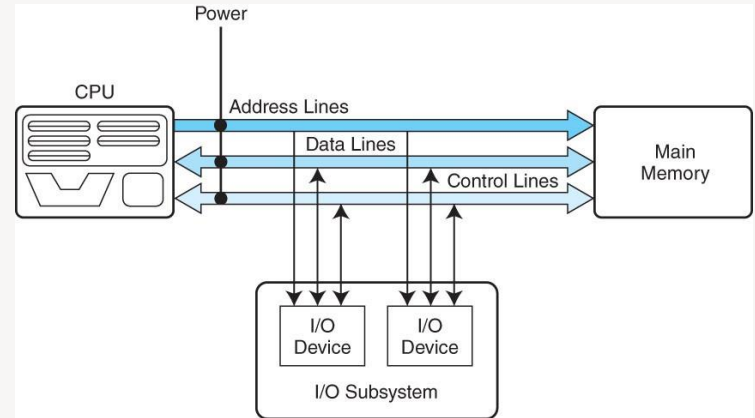 Power
CPU
Address Lines
Data Lines
Control Lines
Main
Memory
I/O
Device
I/O
Device
I/O Subsystem